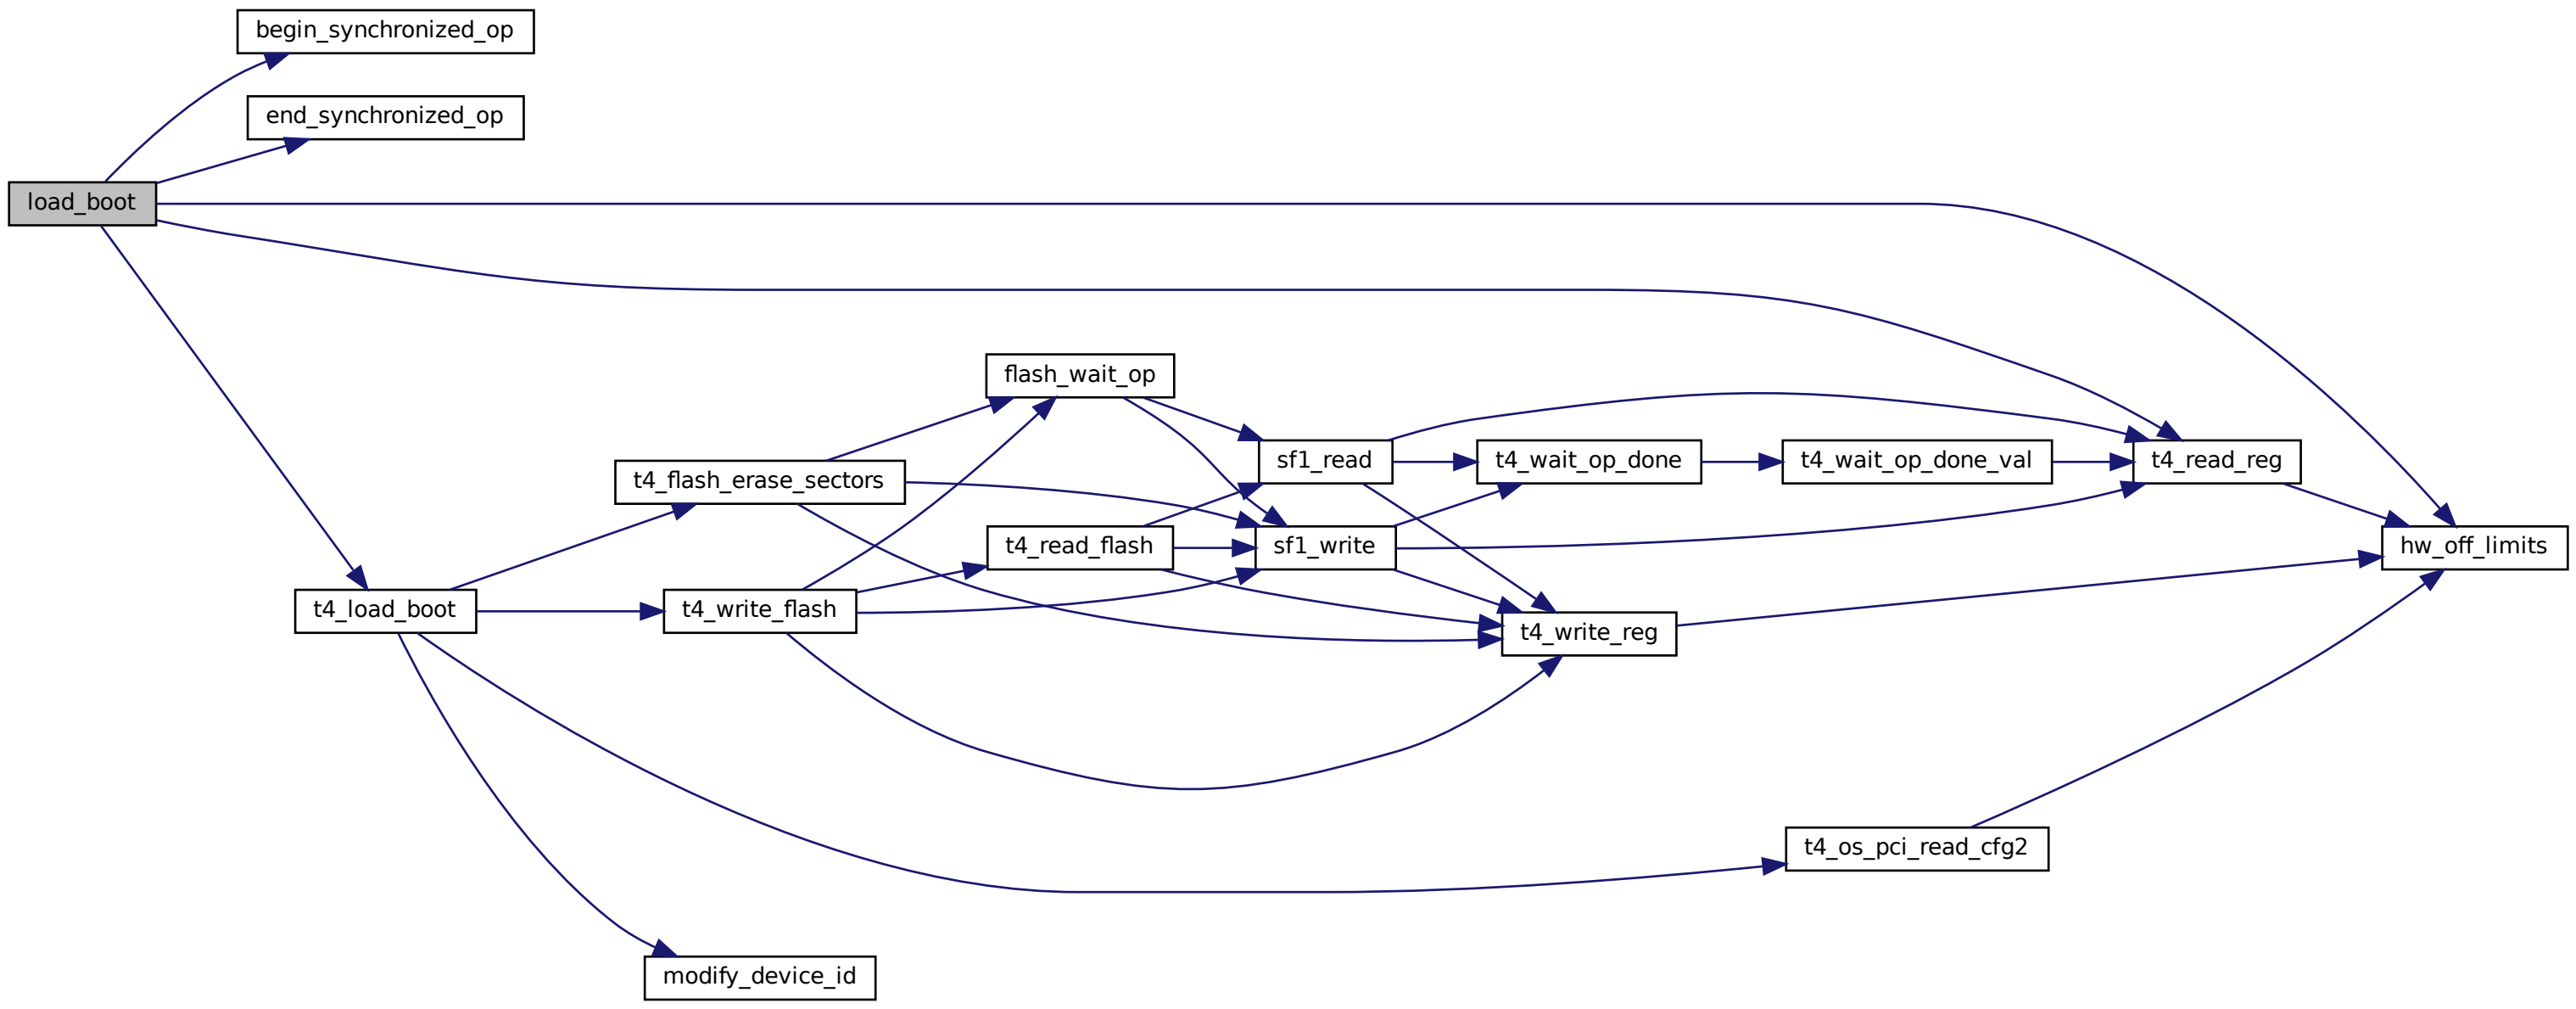 begin_synchronized_op
end_synchronized_op
load_boot
flash_wait_op
sf1_read
t4_wait_op_done
t4_wait_op_done_val
t4_read_reg
t4_flash_erase_sectors
t4_read_flash
sf1_write
hw_off_limits
t4_load_boot
t4_write_flash
t4_write_reg
t4_os_pci_read_cfg2
modify_device_id